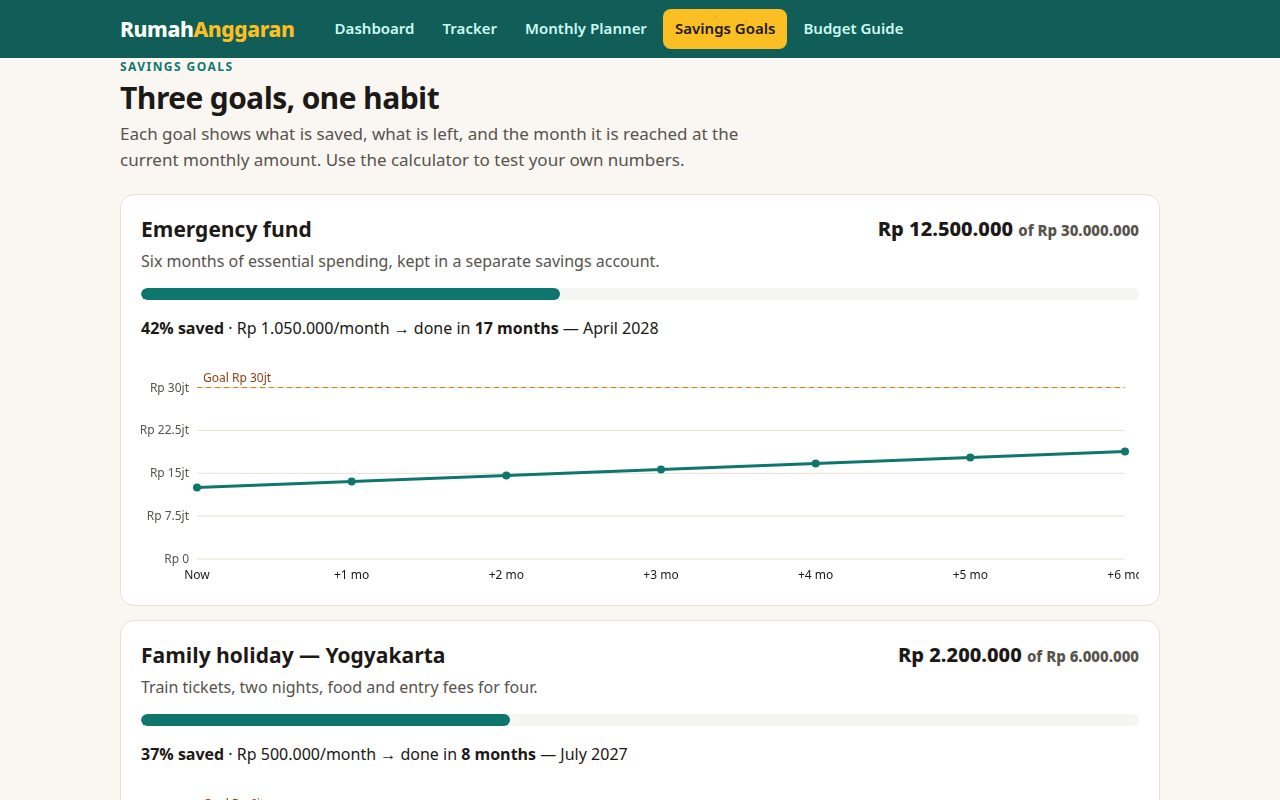 RumahAnggaran Dashboard Tracker Monthly Planner Savings Goals Budget Guide
SAVINGS GOALS
Three goals, one habit
Each goal shows what is saved, what is left, and the month it is reached at the
current monthly amount. Use the calculator to test your own numbers.
Emergency fund Rp 12.500.000 of Rp 30.000.000
Six months of essential spending, kept in a separate savings account.
42% saved · Rp 1.050.000/month → done in 17 months — April 2028
Goal Rp 30jt
Rp 30jt
Rp 22.5jt
Rp 15jt
Rp 7.5jt
Rp 0
Now +1 mo +2 mo +3 mo +4 mo +5 mo +6
Family holiday — Yogyakarta Rp 2.200.000 of Rp 6.000.000
Train tickets, two nights, food and entry fees for four.
37% saved · Rp 500.000/month → done in 8 months — July 2027